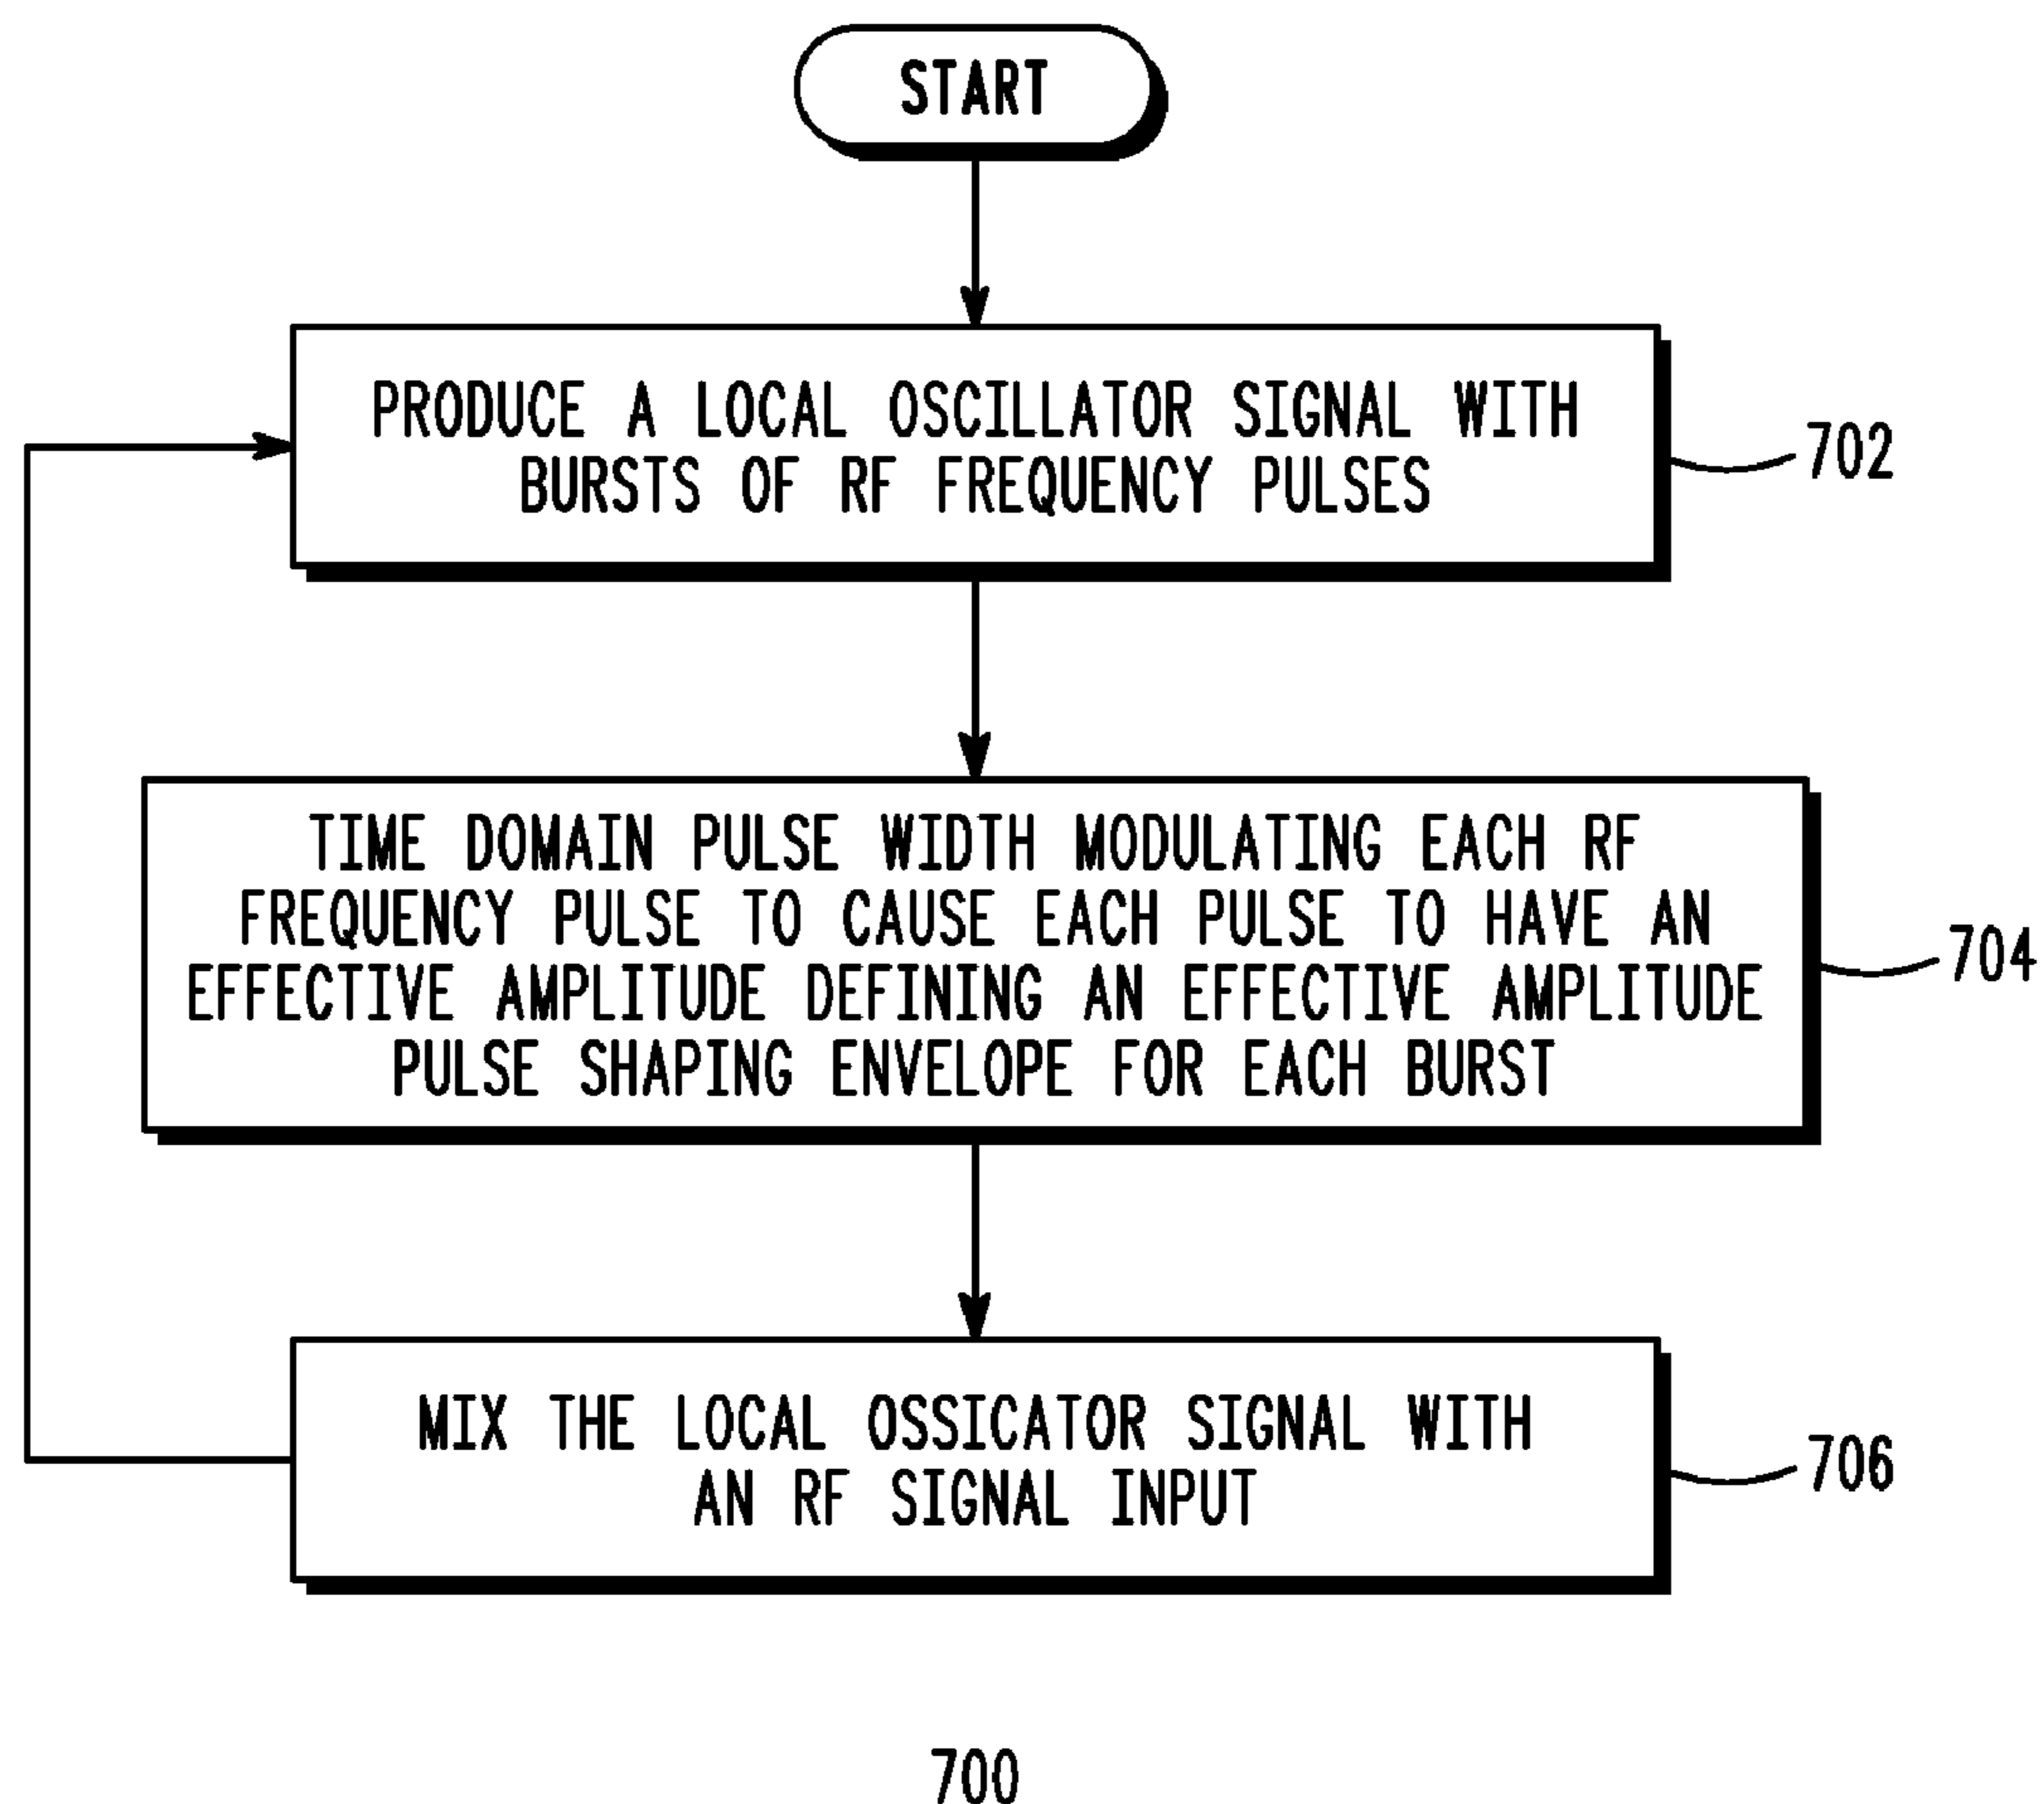 START
PRODUCE A LOCAL OSCILLATOR SIGNAL WITH
BURSTS OF RF FREQUENCY PULSES
702
TIME DOMAIN PULSE WIDTH MODULATING EACH RF
FREQUENCY PULSE TO CAUSE EACH PULSE TO HAVE AN
EFFECTIVE AMPLITUDE DEFINING AN EFFECTIVE AMPLITUDE
PULSE SHAPING ENVELOPE FOR EACH BURST
704
MIX THE LOCAL OSSICATOR SIGNAL WITH
AN RF SIGNAL INPUT
706
700